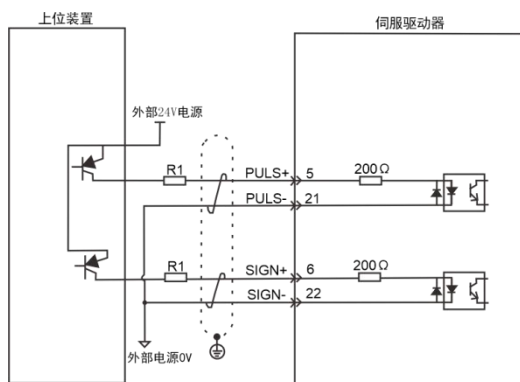 上位装置
伺服驱动器
外部24V电源
R1
PULS+
5
200Ω
PULS-
21
R1
SIGN+
6
200Ω
SIGN-
22
外部电源0V